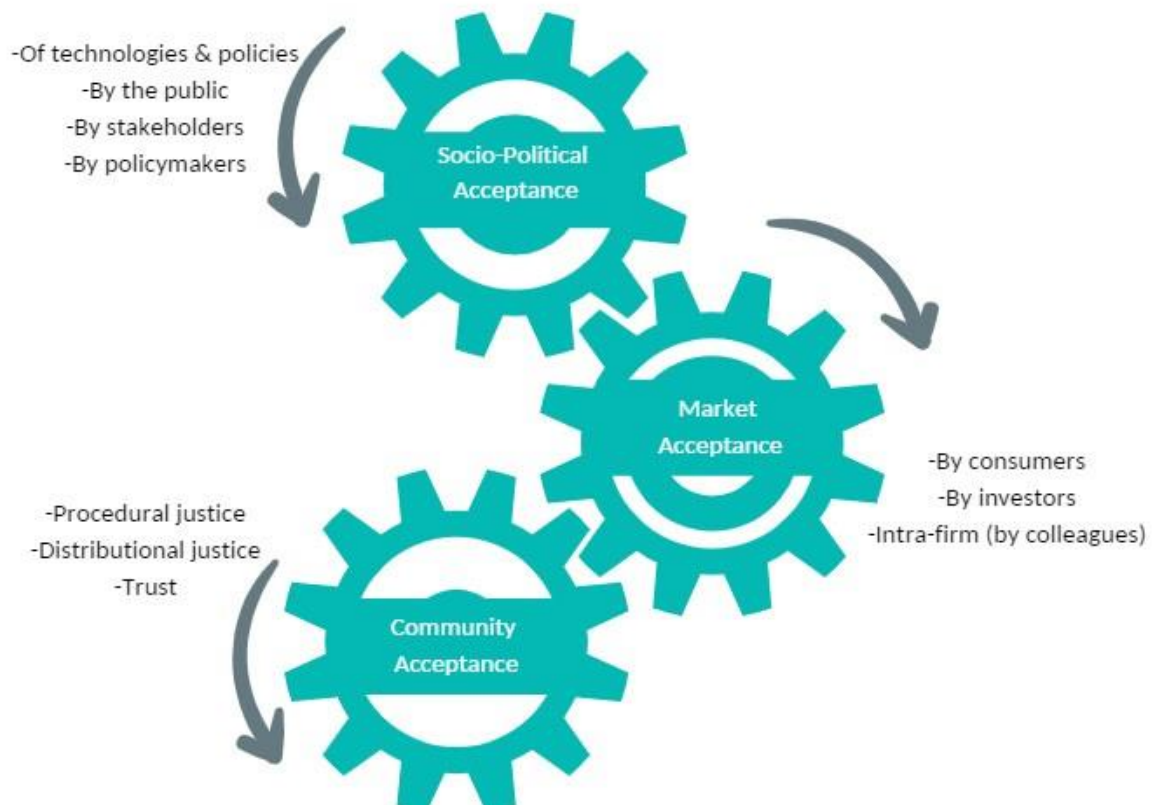 -Of technologies & policies
-By the public
-By stakeholders
-By policymakers
Socio-Political
Acceptance
Market
Acceptance
-By consumers
-By investors
-Intra-firm (by colleagues)
-Procedural justice
-Distributional justice
-Trust
Community
Acceptance